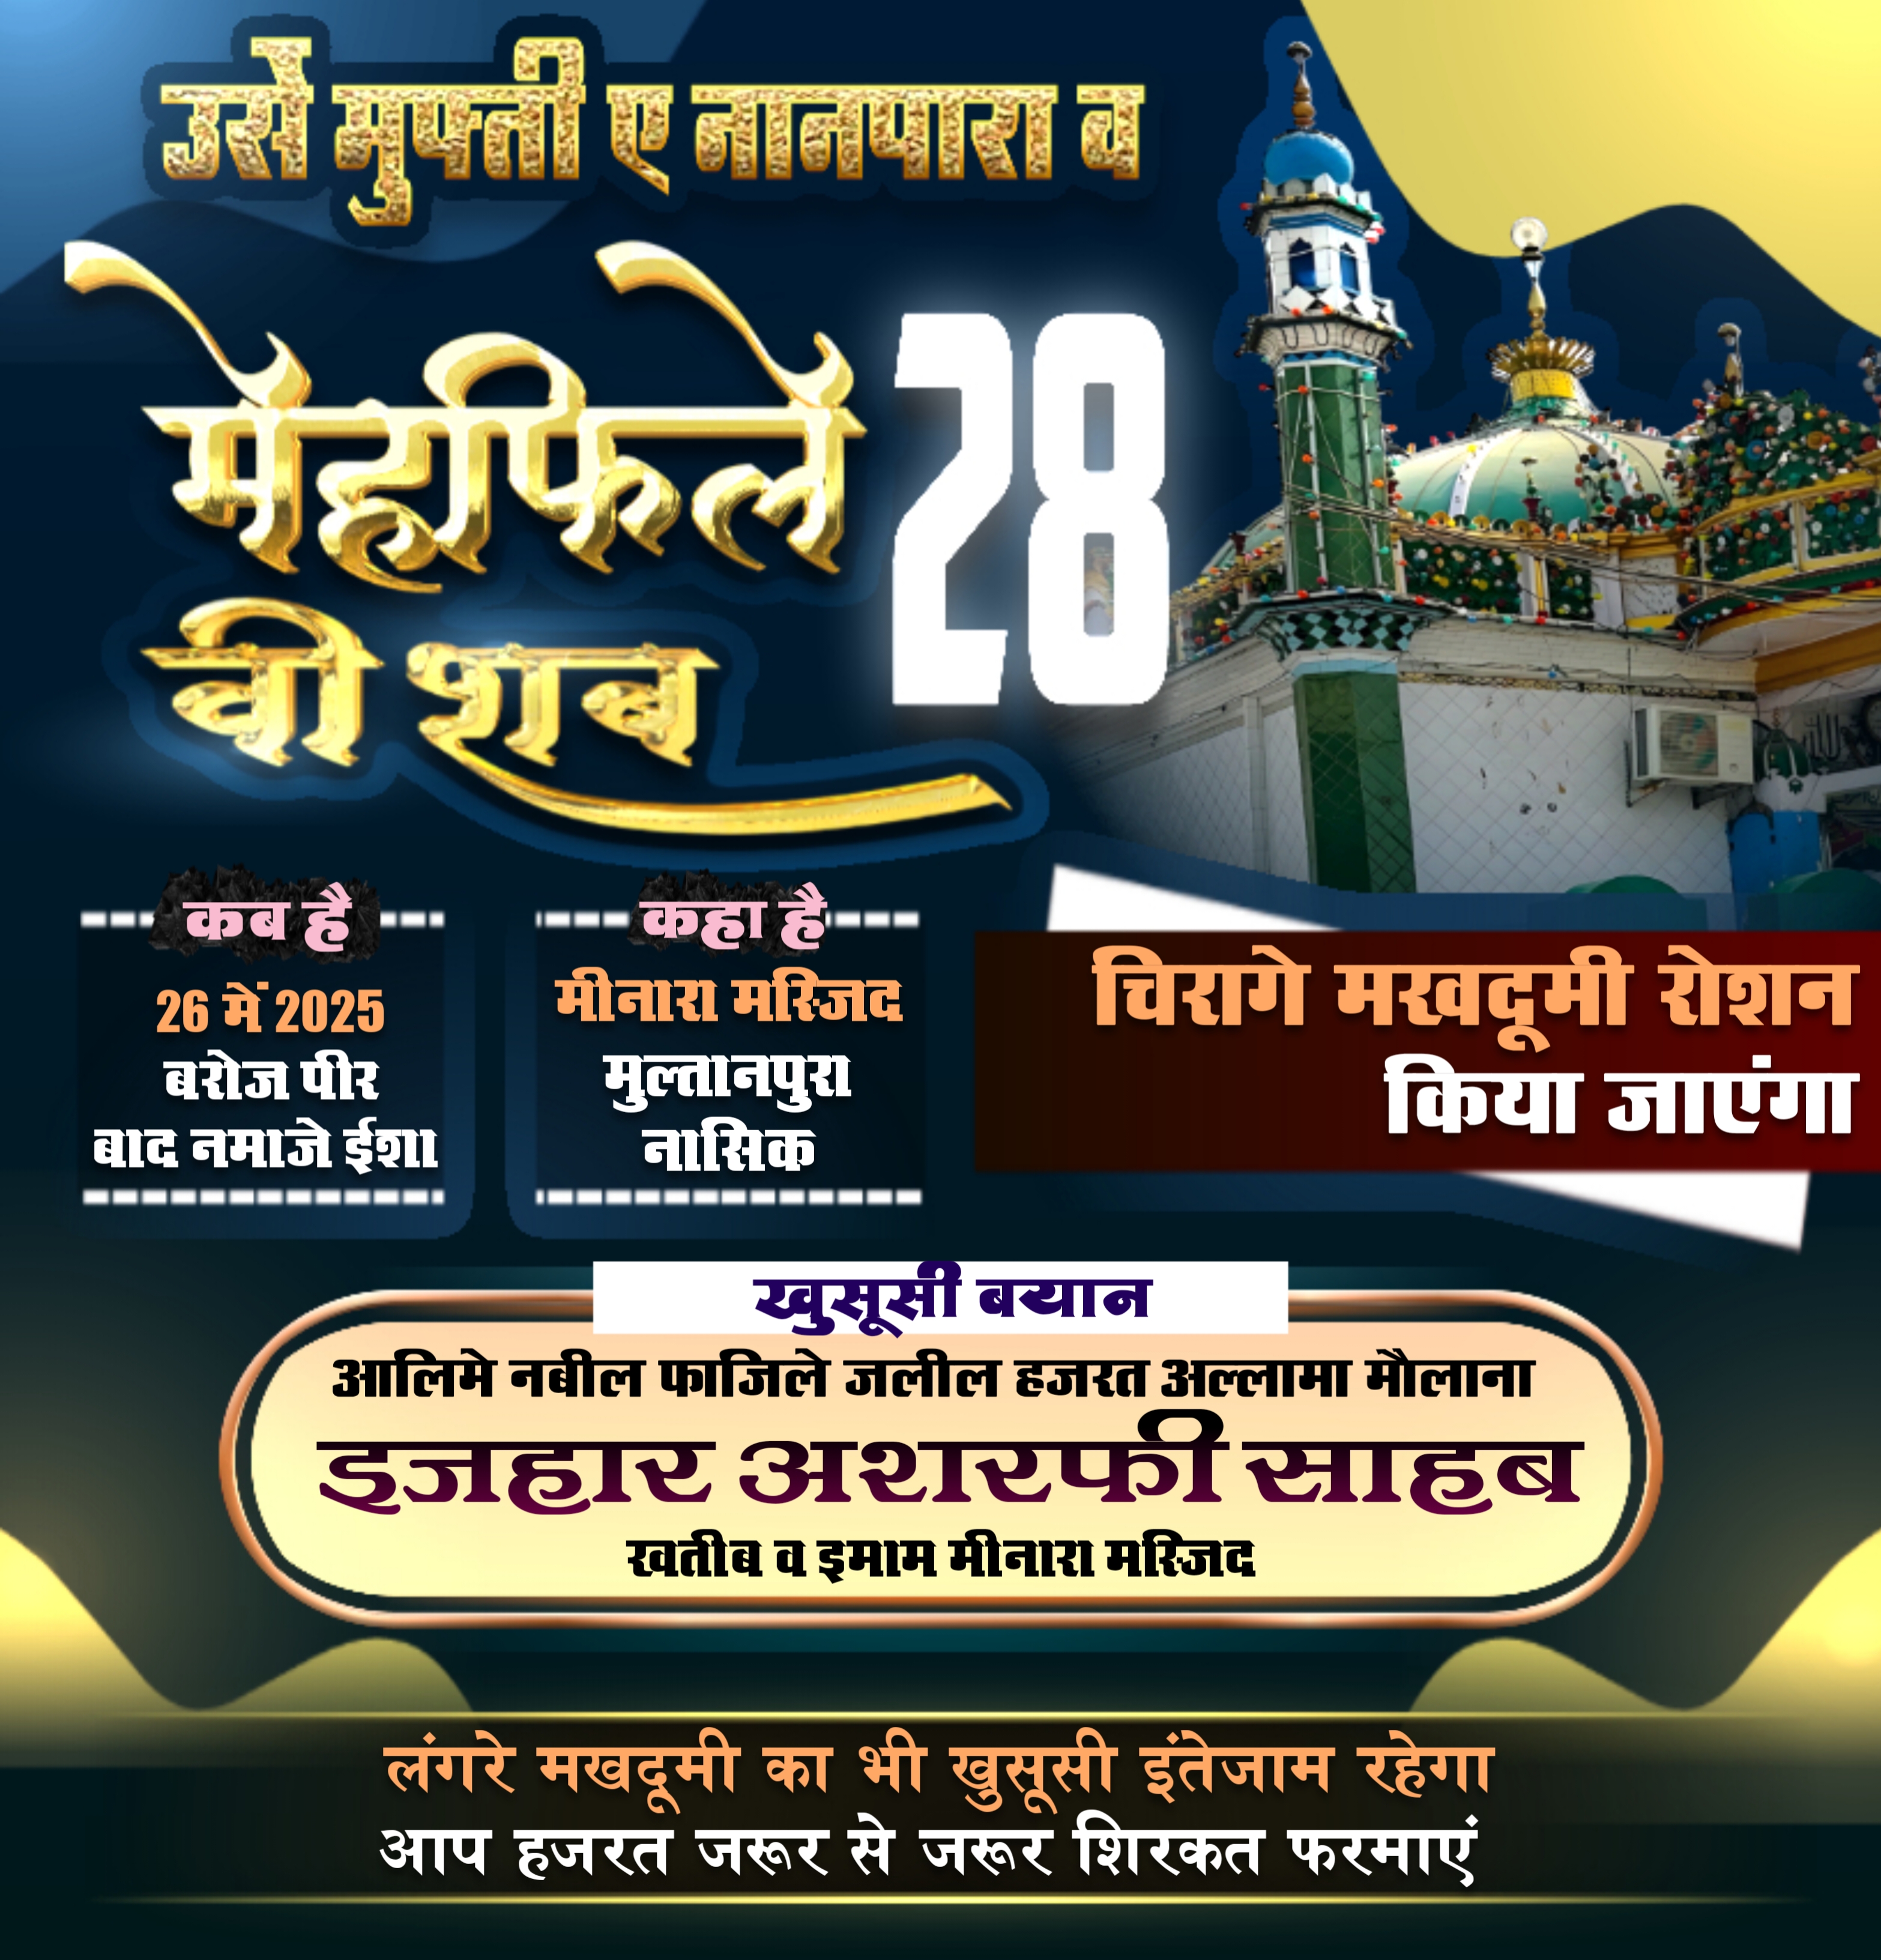 उर्से मुफ्ती ए नानपारा व
मेहफिले 28
वी शब
कब है
26 में 2025
बरोज पीर
बाद नमाजे ईशा
कहा है
मीनारा मस्जिद
मुल्तानपुरा
नासिक
चिरागे मखदूमी रोशन
किया जाएंगा
खुसूसी बयान
आलिमे नबील फाजिले जलील हजरत अल्लामा मौलाना
इजहार अशरफी साहब
खतीब व इमाम मीनारा मस्जिद
लंगरे मखदूमी का भी खुसूसी इंतेजाम रहेगा
आप हजरत जरूर से जरूर शिरकत फरमाएं